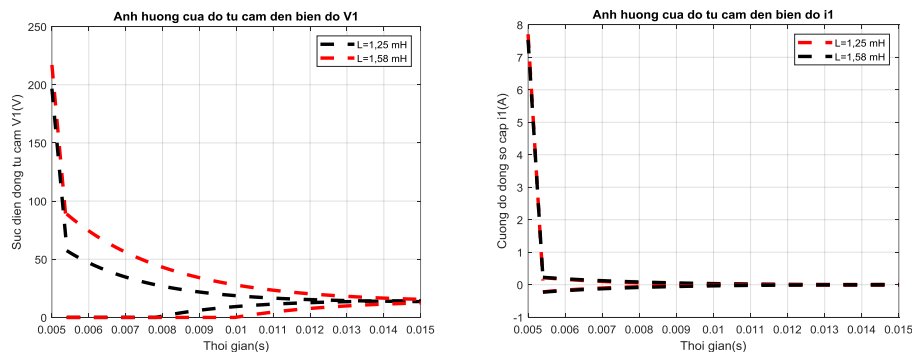 Anh huong cua do tu cam den bien do V1
250
200
150
100
50
0
Suc dien dong tu cam V1(V)
L=1,25 mH
L=1,58 mH
0.005 0.006 0.007 0.008 0.009 0.01 0.011 0.012 0.013 0.014 0.015
Thoi gian(s)
Anh huong cua do tu cam den bien do i1
8
7
6
5
4
3
2
1
0
-1
Cuong do dong so cap i1(A)
L=1,25 mH
L=1,58 mH
0.005 0.006 0.007 0.008 0.009 0.01 0.011 0.012 0.013 0.014 0.015
Thoi gian(s)